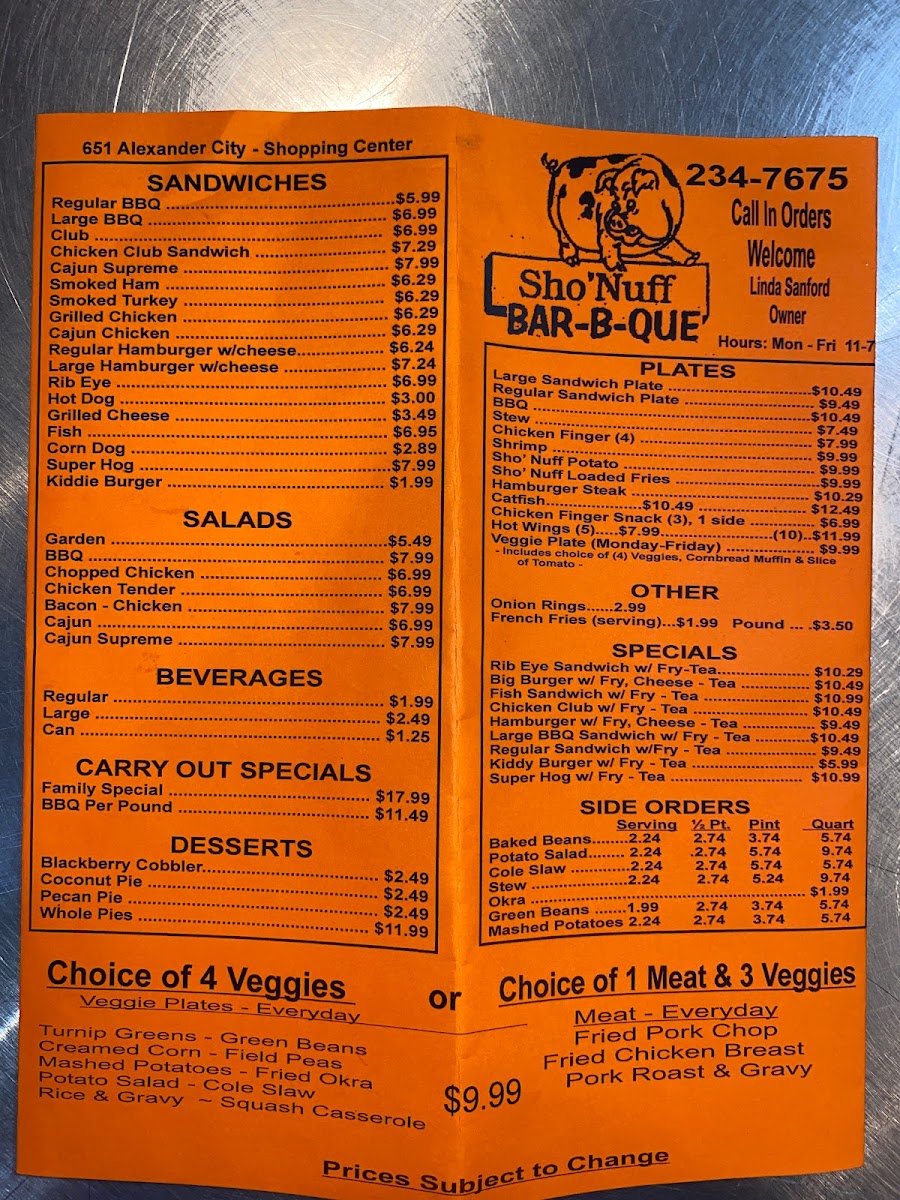 651 Alexander City - Shopping Center
SANDWICHES
Regular BBQ ........ $5.99
Large BBQ ........ $6.99
Club ........ $6.99
Chicken Club Sandwich ........ $7.29
Cajun Supreme ........ $7.99
Smoked Ham ........ $6.29
Smoked Turkey ........ $6.29
Grilled Chicken ........ $6.29
Cajun Chicken ........ $6.29
Regular Hamburger w/cheese........ $6.24
Large Hamburger w/cheese ........ $7.24
Rib Eye ........ $6.99
Hot Dog ........ $3.00
Grilled Cheese ........ $3.49
Fish ........ $6.95
Corn Dog ........ $2.89
Super Hog ........ $7.99
Kiddie Burger ........ $1.99
SALADS
Garden ........ $5.49
BBQ ........ $7.99
Chopped Chicken ........ $6.99
Chicken Tender ........ $6.99
Bacon - Chicken ........ $7.99
Cajun ........ $6.99
Cajun Supreme ........ $7.99
BEVERAGES
Regular ........ $1.99
Large ........ $2.49
Can ........ $1.25
CARRY OUT SPECIALS
Family Special ........ $17.99
BBQ Per Pound ........ $11.49
DESSERTS
Blackberry Cobbler........ $2.49
Coconut Pie ........ $2.49
Pecan Pie ........ $2.49
Whole Pies ........ $11.99
234-7675
Call In Orders
Welcome
Linda Sanford
Owner
Sho'Nuff
BAR-B-QUE
Hours: Mon - Fri 11-7
PLATES
Large Sandwich Plate ........ $10.49
Regular Sandwich Plate ........ $9.49
BBQ ........ $10.49
Stew ........ $7.49
Chicken Finger (4) ........ $7.99
Shrimp ........ $9.99
Sho' Nuff Potato ........ $9.99
Sho' Nuff Loaded Fries ........ $9.99
Hamburger Steak ........ $10.29
Catfish........$10.49 ........ $12.49
Chicken Finger Snack (3), 1 side ........ $6.99
Hot Wings (5).....$7.99........(10)..$11.99
Veggie Plate (Monday-Friday) ........ $9.99
- Includes choice of (4) Veggies, Cornbread Muffin & Slice
of Tomato -
OTHER
Onion Rings......2.99
French Fries (serving)...$1.99 Pound ... .$3.50
SPECIALS
Rib Eye Sandwich w/ Fry-Tea........ $10.29
Big Burger w/ Fry, Cheese - Tea ........ $10.49
Fish Sandwich w/ Fry - Tea ........ $10.99
Chicken Club w/ Fry - Tea ........ $10.49
Hamburger w/ Fry, Cheese - Tea ........ $9.49
Large BBQ Sandwich w/ Fry - Tea ........ $10.49
Regular Sandwich w/Fry - Tea ........ $9.49
Kiddy Burger w/ Fry - Tea ........ $5.99
Super Hog w/ Fry - Tea ........ $10.99
SIDE ORDERS
Serving ½ Pt. Pint Quart
Baked Beans........2.24 2.74 3.74 5.74
Potato Salad........ 2.24 .2.74 5.74 9.74
Cole Slaw ........2.24 2.74 5.74 5.74
Stew ........2.24 2.74 5.24 9.74
Okra ........ $1.99
Green Beans .......1.99 2.74 3.74 5.74
Mashed Potatoes 2.24 2.74 3.74 5.74
Choice of 4 Veggies
Veggie Plates - Everyday
Turnip Greens - Green Beans
Creamed Corn - Field Peas
Mashed Potatoes - Fried Okra
Potato Salad - Cole Slaw
Rice & Gravy ~ Squash Casserole
or
Choice of 1 Meat & 3 Veggies
Meat - Everyday
Fried Pork Chop
Fried Chicken Breast
Pork Roast & Gravy
$9.99
Prices Subject to Change